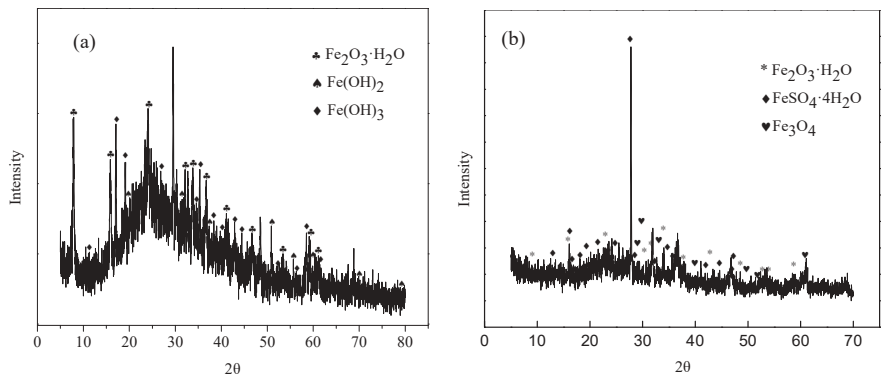 (a)
♣ Fe₂O₃·H₂O
♠ Fe(OH)₂
♦ Fe(OH)₃
Intensity
0 10 20 30 40 50 60 70 80
2θ
(b)
* Fe₂O₃·H₂O
♦ FeSO₄·4H₂O
♥ Fe₃O₄
Intensity
0 10 20 30 40 50 60 70
2θ